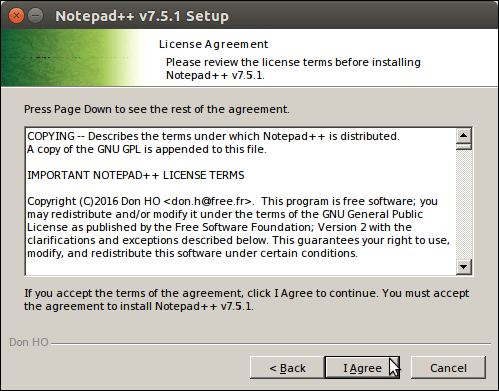 Notepad++ v7.5.1 Setup
License Agreement
Please review the license terms before installing
Notepad++ v7.5.1.
Press Page Down to see the rest of the agreement.
COPYING -- Describes the terms under which Notepad++ is distributed.
A copy of the GNU GPL is appended to this file.
IMPORTANT NOTEPAD++ LICENSE TERMS
Copyright (C)2016 Don HO <don.h@free.fr>. This program is free software; you
may redistribute and/or modify it under the terms of the GNU General Public
License as published by the Free Software Foundation; Version 2 with the
clarifications and exceptions described below. This guarantees your right to use,
modify, and redistribute this software under certain conditions.
If you accept the terms of the agreement, click I Agree to continue. You must accept
the agreement to install Notepad++ v7.5.1.
Don HO
< Back
I Agree
Cancel